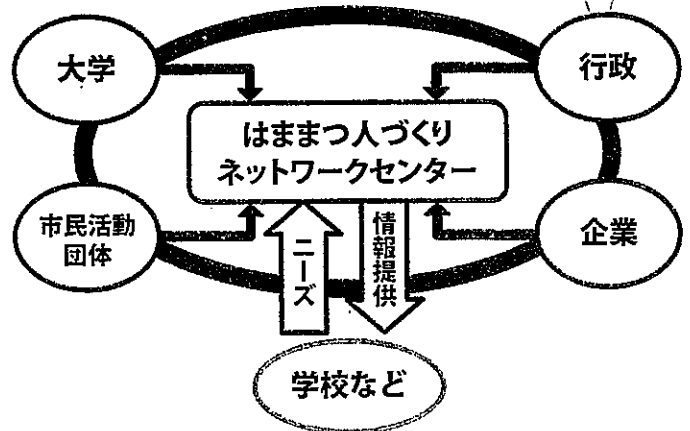 大学
行政
はままつ人づくり
ネットワークセンター
市民活動
団体
企業
ニーズ
情報提供
学校など